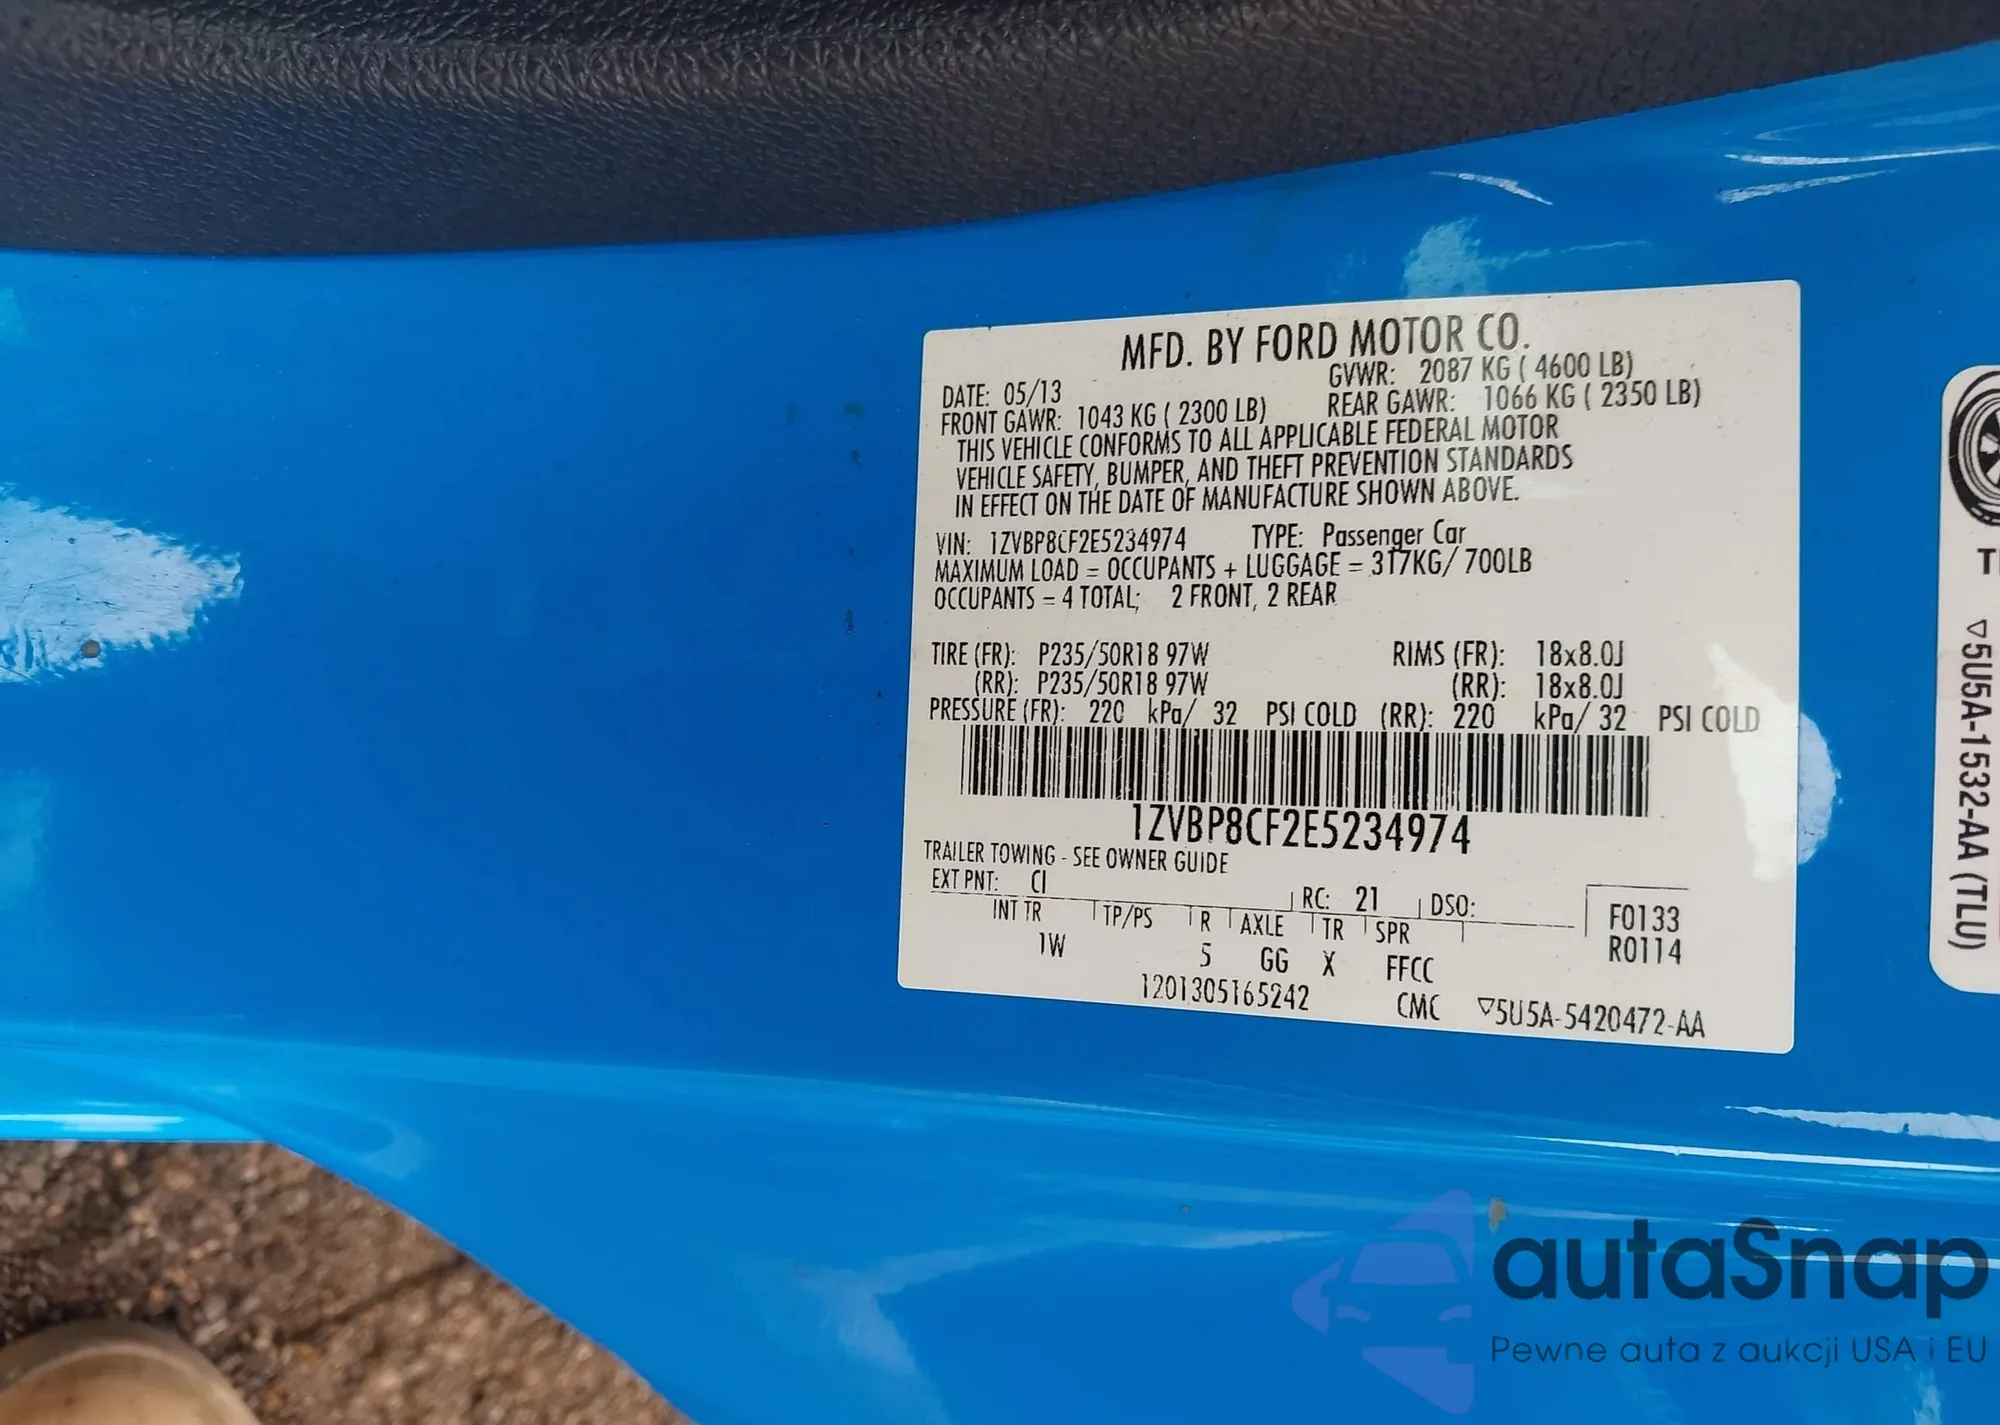 MFD. BY FORD MOTOR CO.
DATE: 05/13 GVWR: 2087 KG ( 4600 LB)
FRONT GAWR: 1043 KG ( 2300 LB) REAR GAWR: 1066 KG ( 2350 LB)
THIS VEHICLE CONFORMS TO ALL APPLICABLE FEDERAL MOTOR
VEHICLE SAFETY, BUMPER, AND THEFT PREVENTION STANDARDS
IN EFFECT ON THE DATE OF MANUFACTURE SHOWN ABOVE.
VIN: 1ZVBP8CF2E5234974 TYPE: Passenger Car
MAXIMUM LOAD = OCCUPANTS + LUGGAGE = 317KG/ 700LB
OCCUPANTS = 4 TOTAL; 2 FRONT, 2 REAR
TIRE (FR): P235/50R18 97W RIMS (FR): 18x8.0J
(RR): P235/50R18 97W (RR): 18x8.0J
PRESSURE (FR): 220 kPa/ 32 PSI COLD (RR): 220 kPa/ 32 PSI COLD
1ZVBP8CF2E5234974
TRAILER TOWING - SEE OWNER GUIDE
EXT PNT: CI RC: 21 DSO:
INT TR TP/PS R AXLE TR SPR F0133
1W 5 GG X FFCC R0114
1201305165242 CMC ▽5U5A-5420472-AA
▽5U5A-1532-AA (TLU)
autaSnap
Pewne auta z aukcji USA i EU